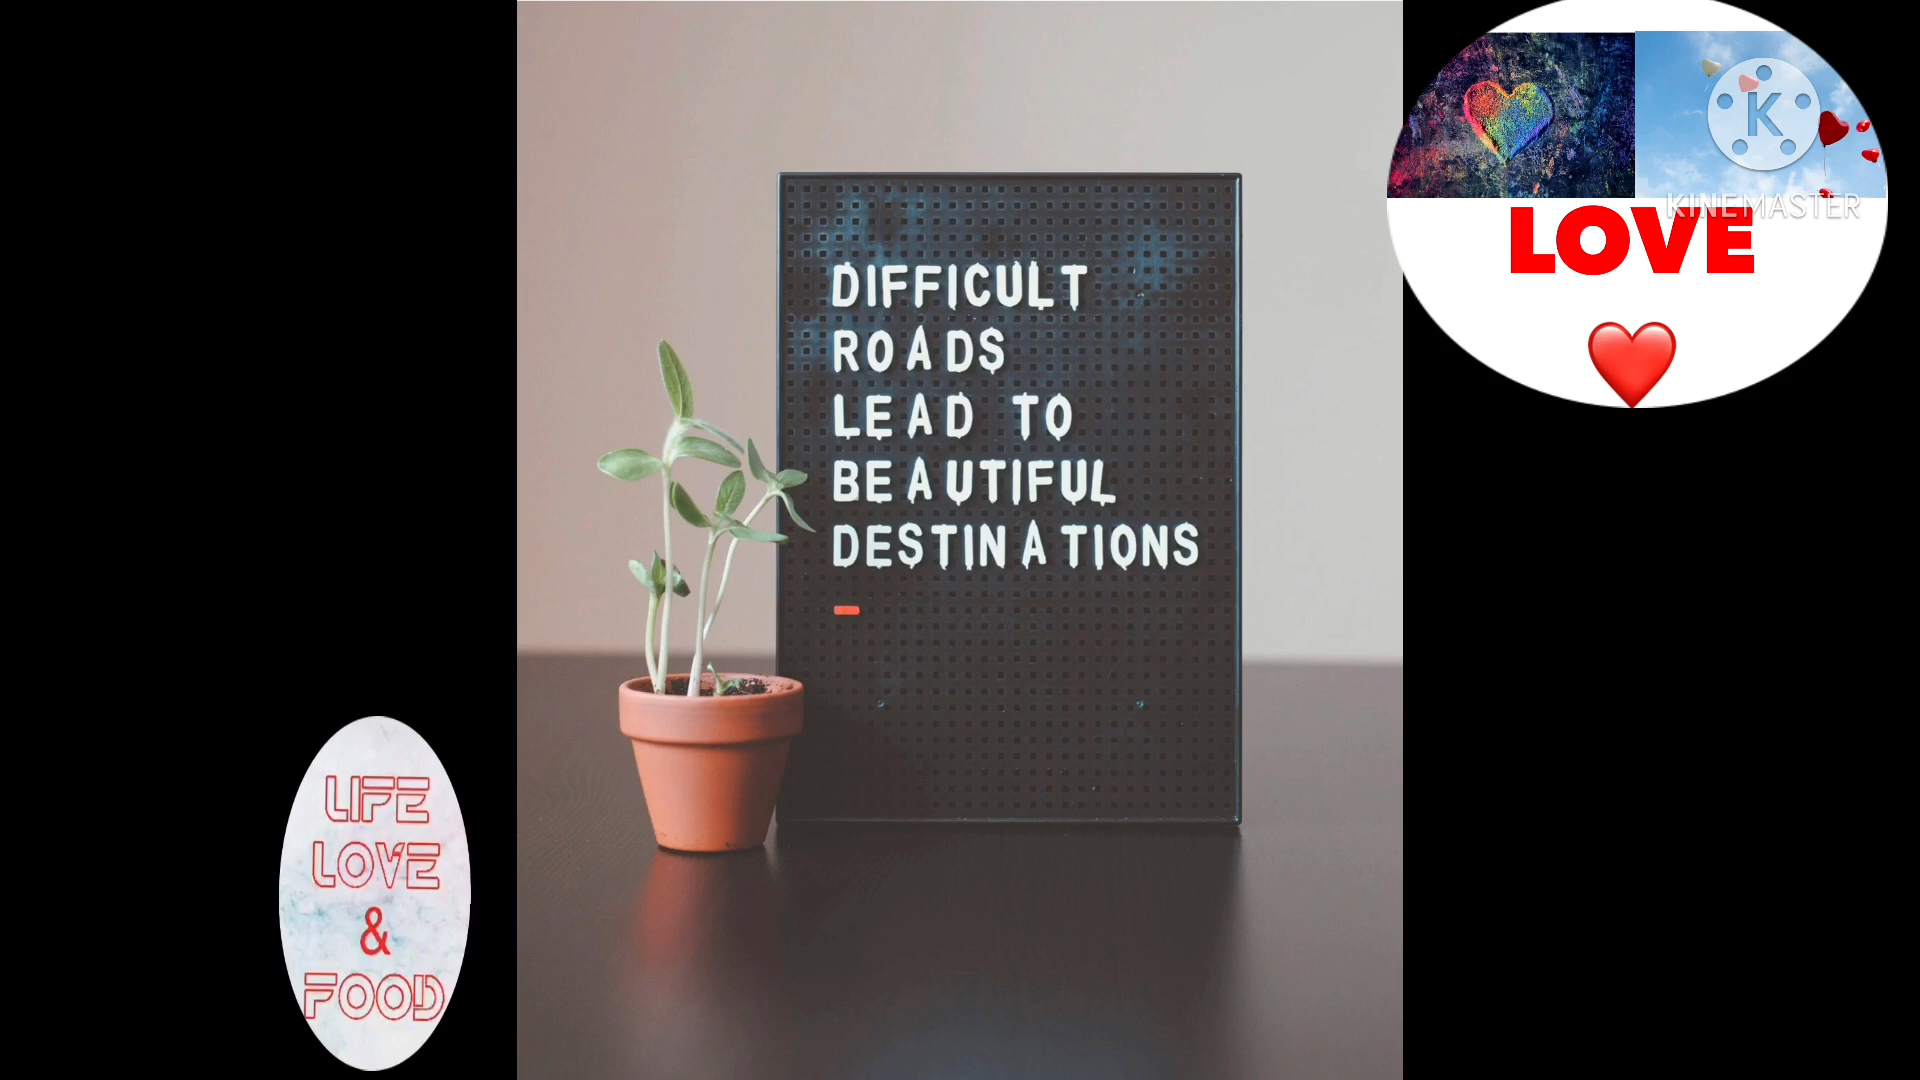 DIFFICULT
ROADS
LEAD TO
BEAUTIFUL
DESTINATIONS
K
KINEMASTER
LOVE
LIFE
LOVE
&
FOOD